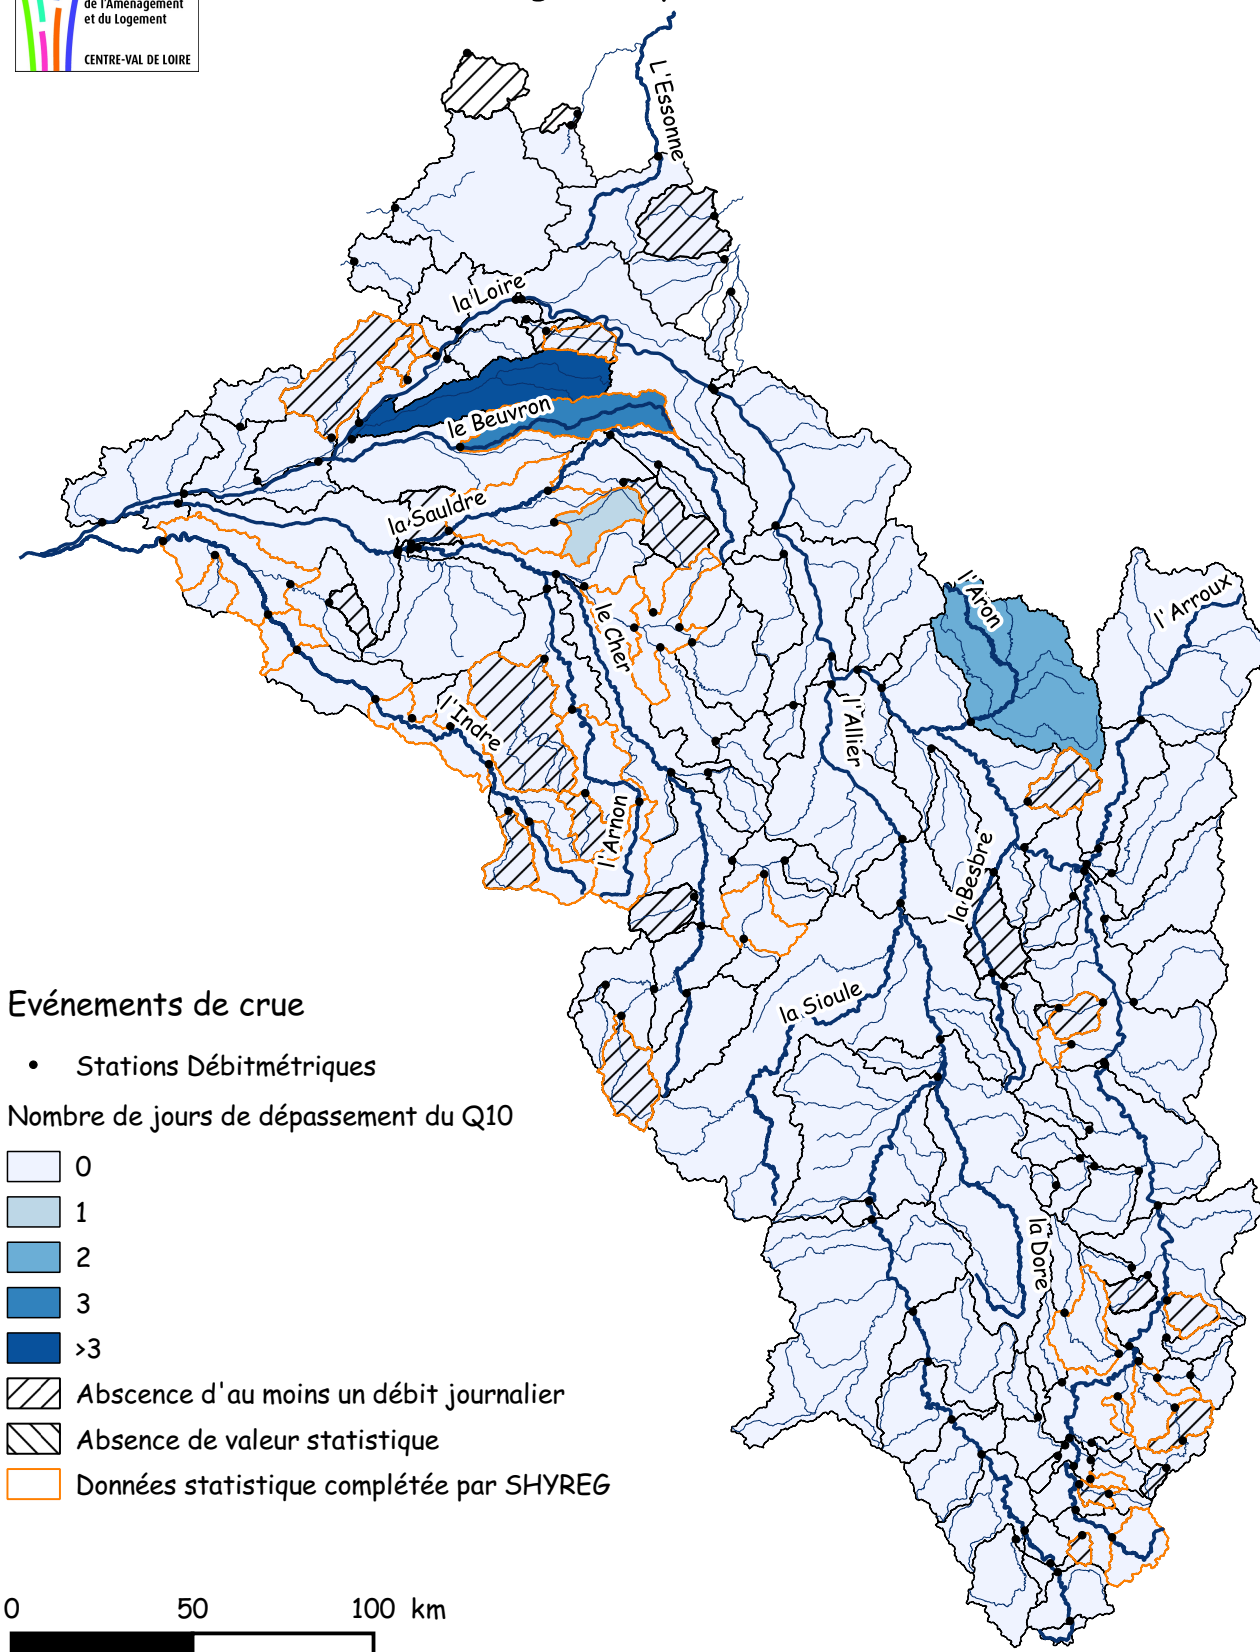 de l'Aménagement
et du Logement
CENTRE-VAL DE LOIRE
L'Essonne
la Loire
le Beuvron
la Sauldre
le Cher
l'Indre
l'Arnon
l'Allier
l'Airon
l'Arroux
la Besbre
la Sioule
la Dore
Evénements de crue
Stations Débitmétriques
Nombre de jours de dépassement du Q10
0
1
2
3
>3
Abscence d'au moins un débit journalier
Absence de valeur statistique
Données statistique complétée par SHYREG
0 50 100 km